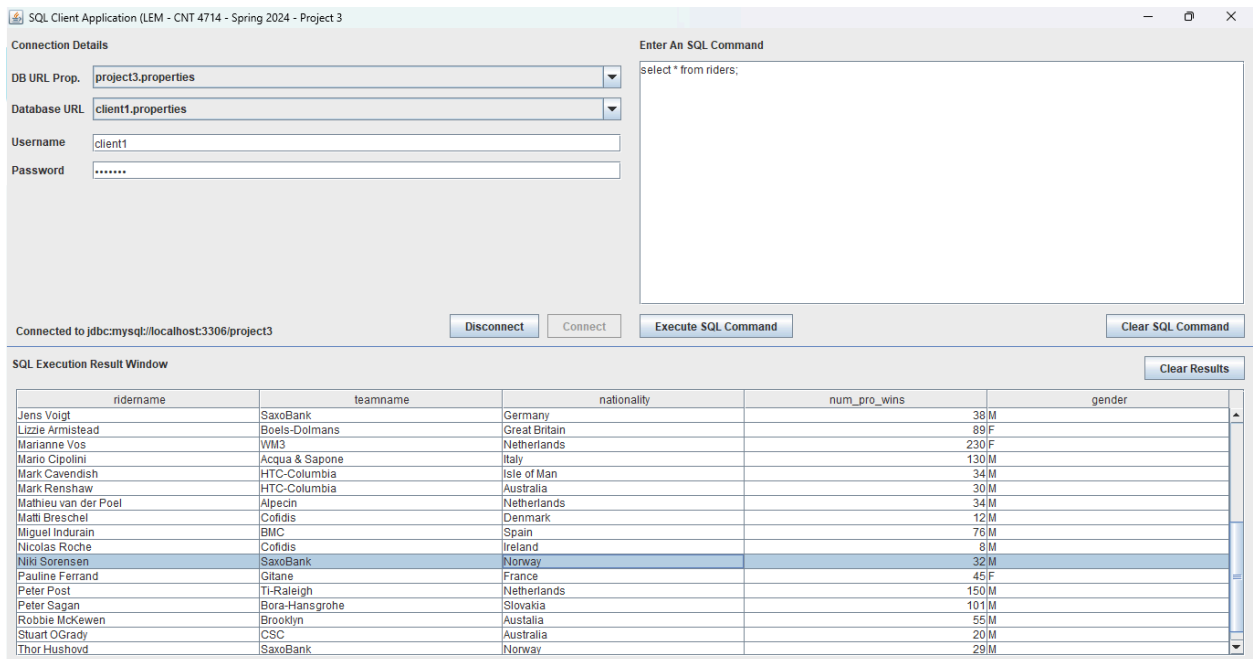 SQL Client Application (LEM - CNT 4714 - Spring 2024 - Project 3
Connection Details
DB URL Prop. project3.properties
Database URL client1.properties
Username client1
Password •••••••
Connected to jdbc:mysql://localhost:3306/project3 Disconnect Connect
Enter An SQL Command
select * from riders;
Execute SQL Command Clear SQL Command
SQL Execution Result Window Clear Results
ridername teamname nationality num_pro_wins gender
Jens Voigt SaxoBank Germany 38 M
Lizzie Armistead Boels-Dolmans Great Britain 89 F
Marianne Vos WM3 Netherlands 230 F
Mario Cipolini Acqua & Sapone Italy 130 M
Mark Cavendish HTC-Columbia Isle of Man 34 M
Mark Renshaw HTC-Columbia Australia 30 M
Mathieu van der Poel Alpecin Netherlands 34 M
Matti Breschel Cofidis Denmark 12 M
Miguel Indurain BMC Spain 76 M
Nicolas Roche Cofidis Ireland 8 M
Niki Sorensen SaxoBank Norway 32 M
Pauline Ferrand Gitane France 45 F
Peter Post Ti-Raleigh Netherlands 150 M
Peter Sagan Bora-Hansgrohe Slovakia 101 M
Robbie McKewen Brooklyn Austalia 55 M
Stuart OGrady CSC Australia 20 M
Thor Hushovd SaxoBank Norway 29 M